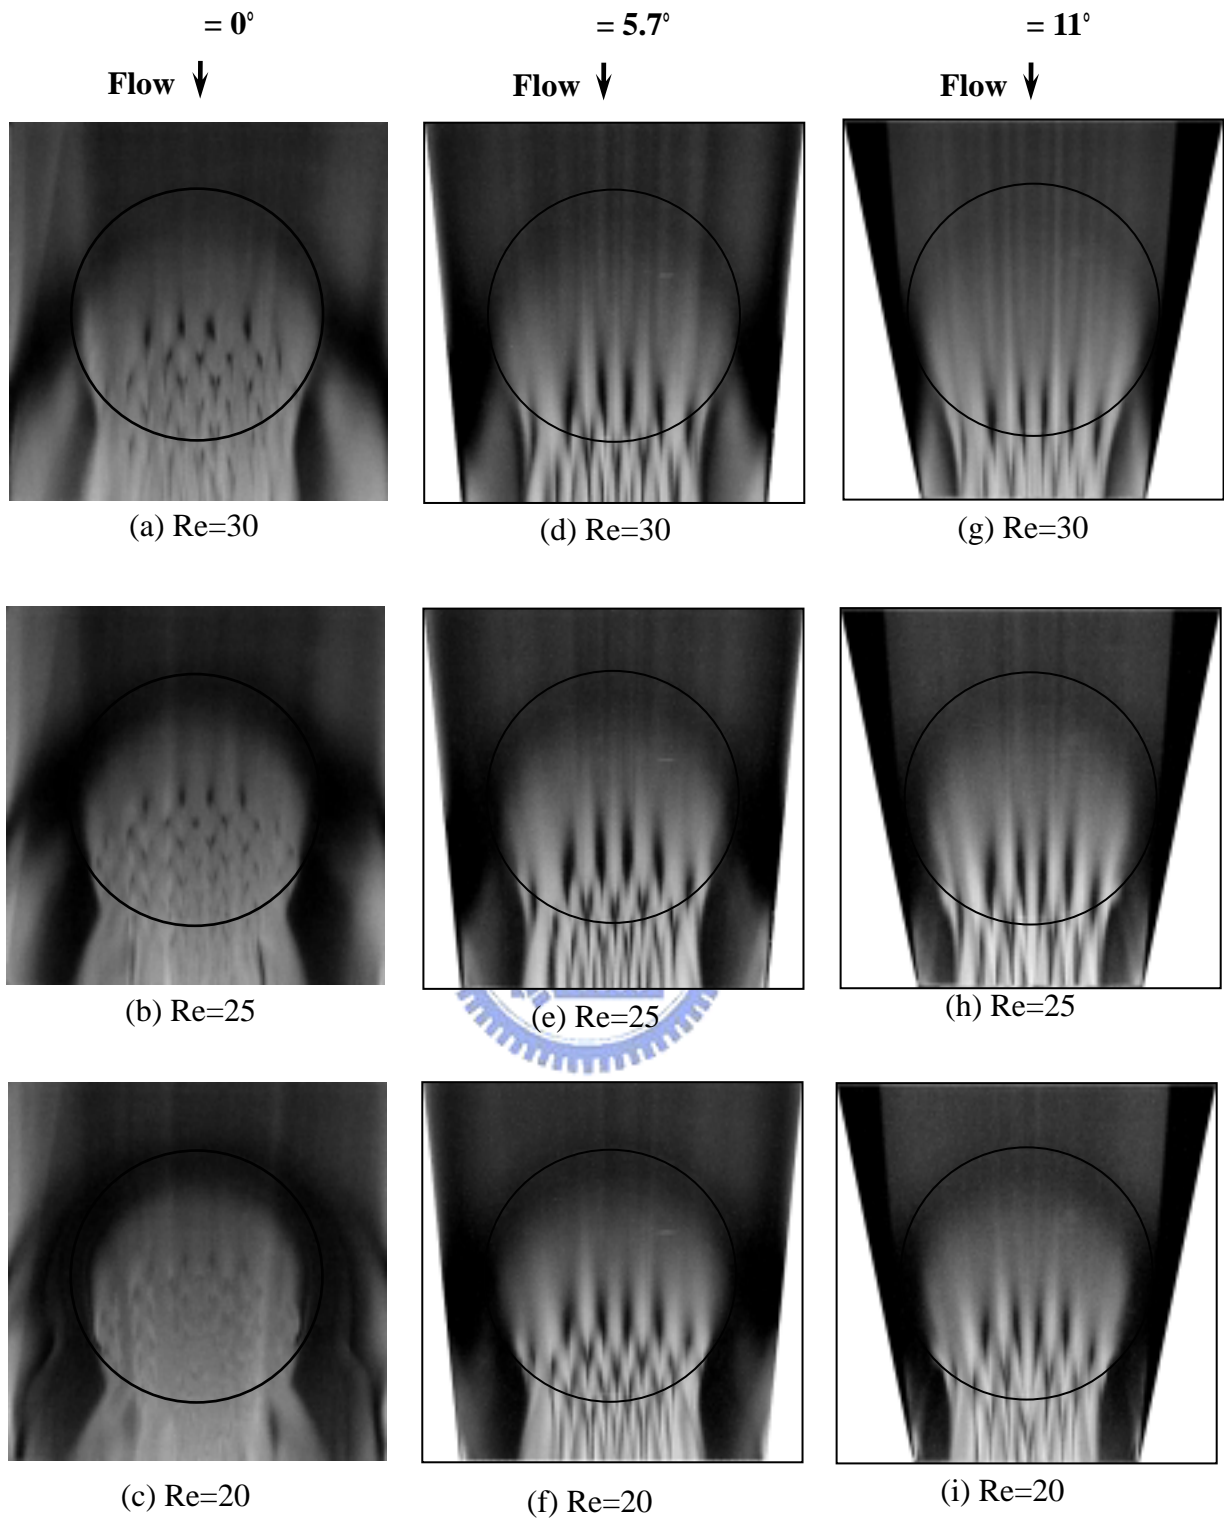 = 0° = 5.7° = 11°
Flow Flow Flow
(a) Re=30 (d) Re=30 (g) Re=30
(b) Re=25 (e) Re=25 (h) Re=25
(c) Re=20 (f) Re=20 (i) Re=20